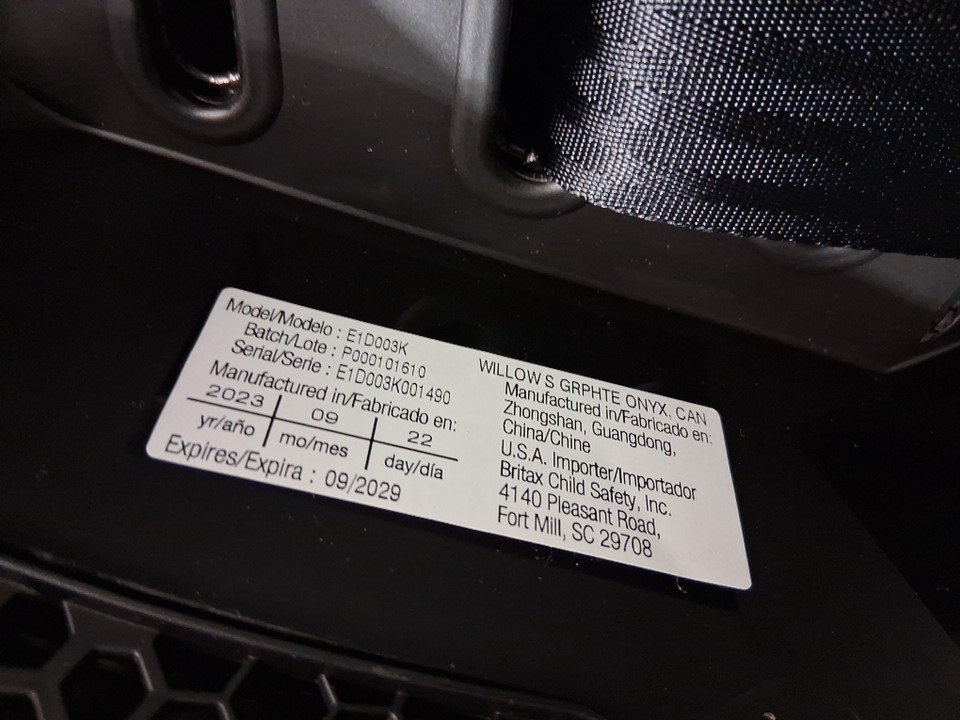 Model/Modelo : E1D003K
Batch/Lote : P000101610
Serial/Serie : E1D003K001490
Manufactured in/Fabricado en:
2023 09 22
yr/año mo/mes day/día
Expires/Expira : 09/2029
WILLOW S GRPHTE ONYX, CAN
Manufactured in/Fabricado en:
Zhongshan, Guangdong,
China/Chine
U.S.A. Importer/Importador
Britax Child Safety, Inc.
4140 Pleasant Road,
Fort Mill, SC 29708